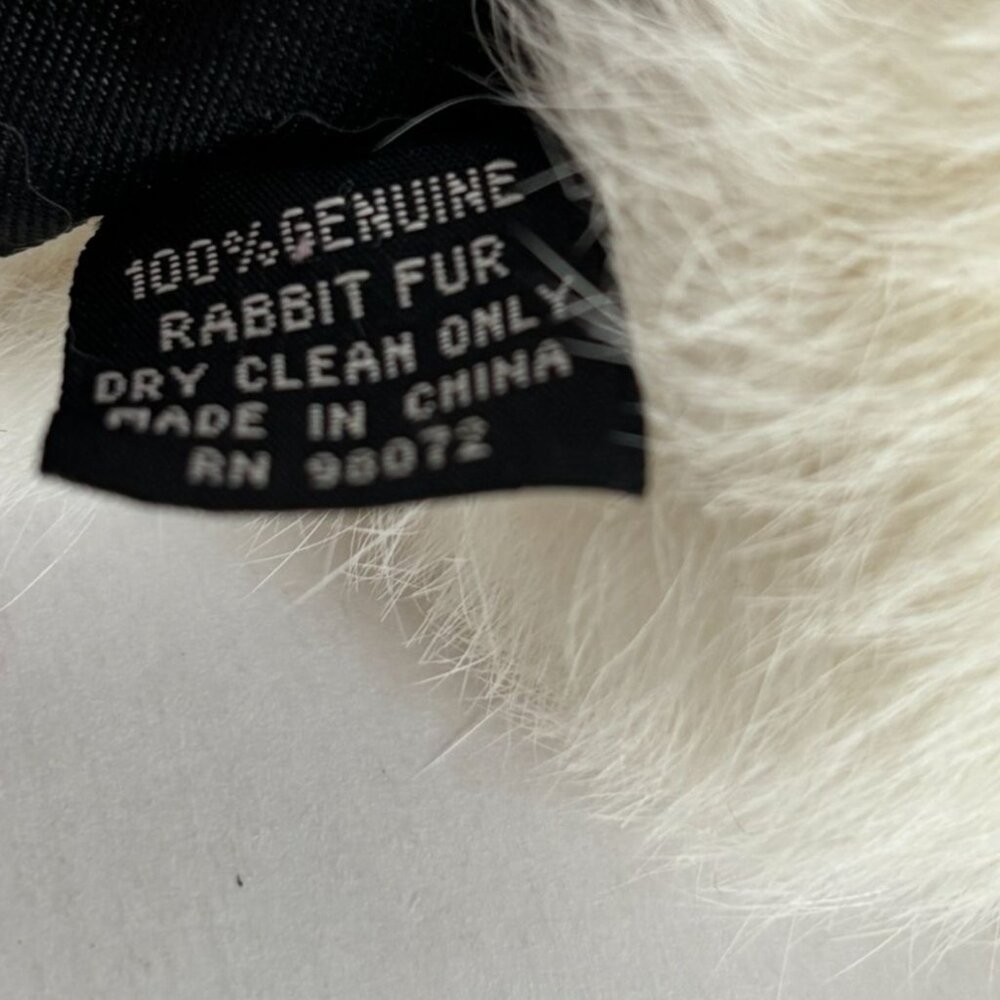 100% GENUINE
RABBIT FUR
DRY CLEAN ONLY
MADE IN CHINA
RN 98072